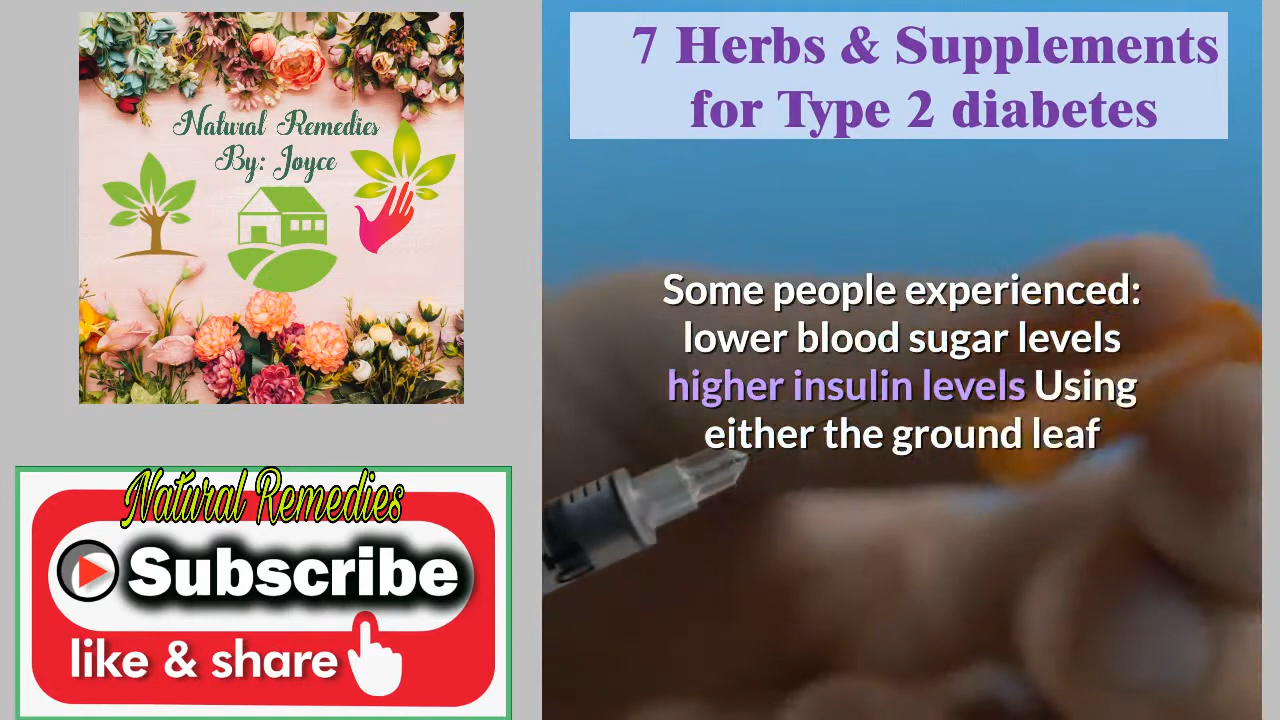 Natural Remedies
By: Joyce
Natural Remedies
Subscribe
like & share
7 Herbs & Supplements
for Type 2 diabetes
Some people experienced:
lower blood sugar levels
higher insulin levels Using
either the ground leaf